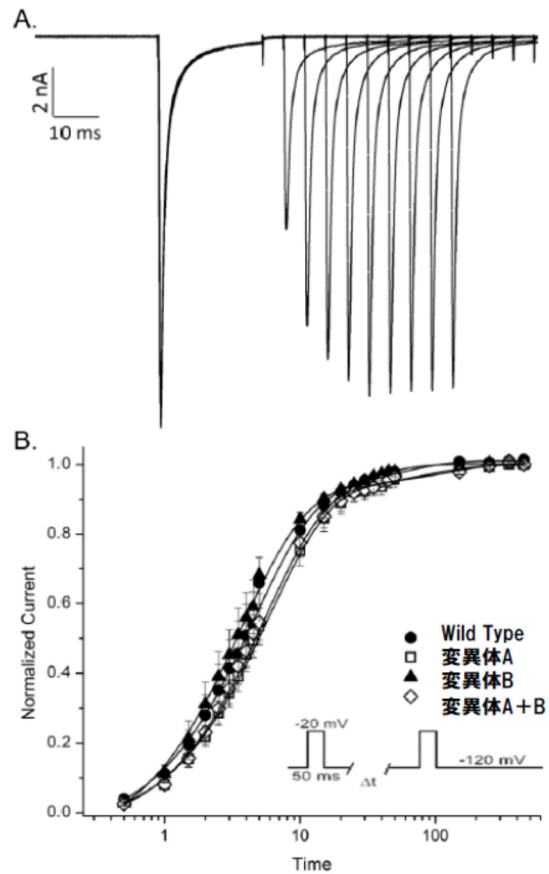 A.
2 nA
10 ms
B.
1.0
0.8
0.6
0.4
0.2
0.0
Normalized Current
Wild Type
変異体A
変異体B
変異体A+B
-20 mV
50 ms
Δt
-120 mV
1
10
100
Time